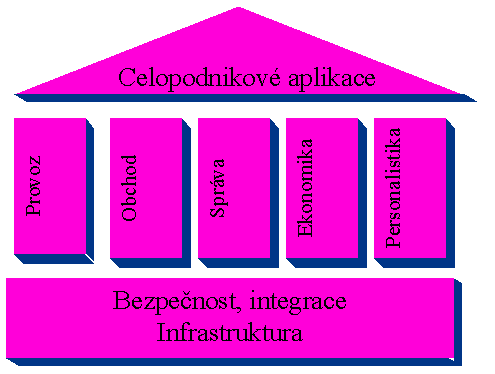 Celopodnikové aplikace
Provoz
Obchod
Správa
Ekonomika
Personalistika
Bezpečnost, integrace
Infrastruktura